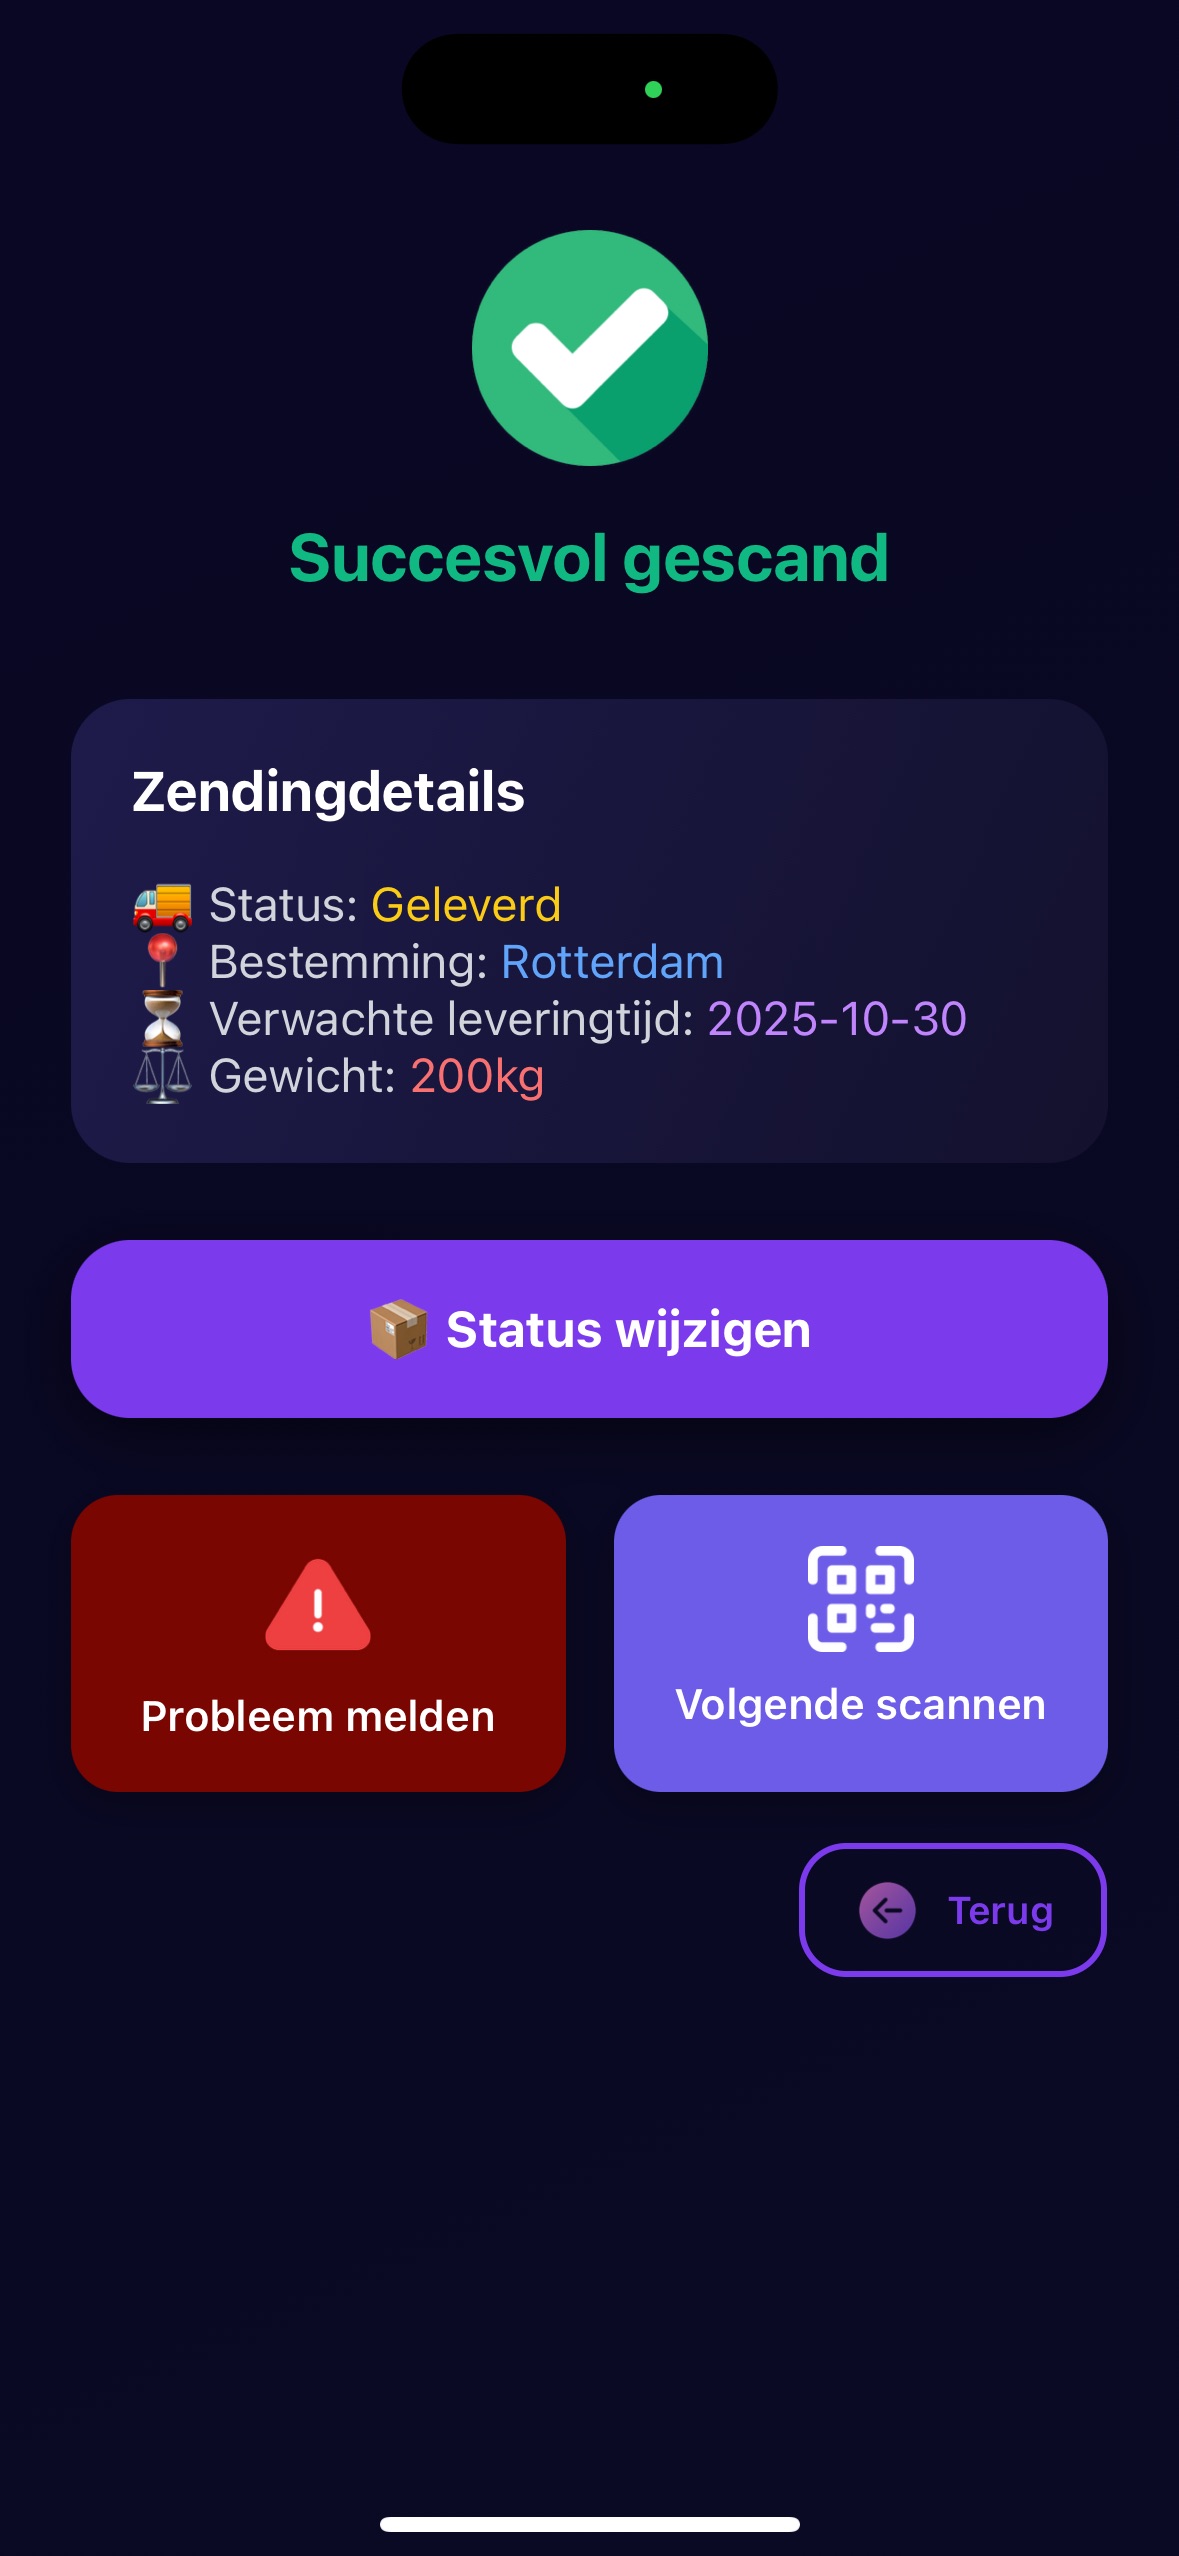 Succesvol gescand
Zendingdetails
🚚 Status: Geleverd
📍 Bestemming: Rotterdam
⏳ Verwachte leveringtijd: 2025-10-30
⚖️ Gewicht: 200kg
📦 Status wijzigen
Probleem melden
Volgende scannen
Terug